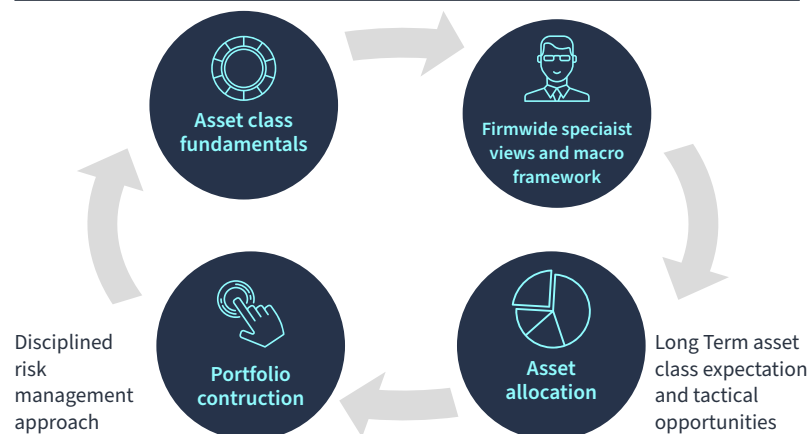 Asset class
fundamentals
Firmwide speciaist
views and macro
framework
Disciplined
risk
management
approach
Portfolio
contruction
Asset
allocation
Long Term asset
class expectation
and tactical
opportunities